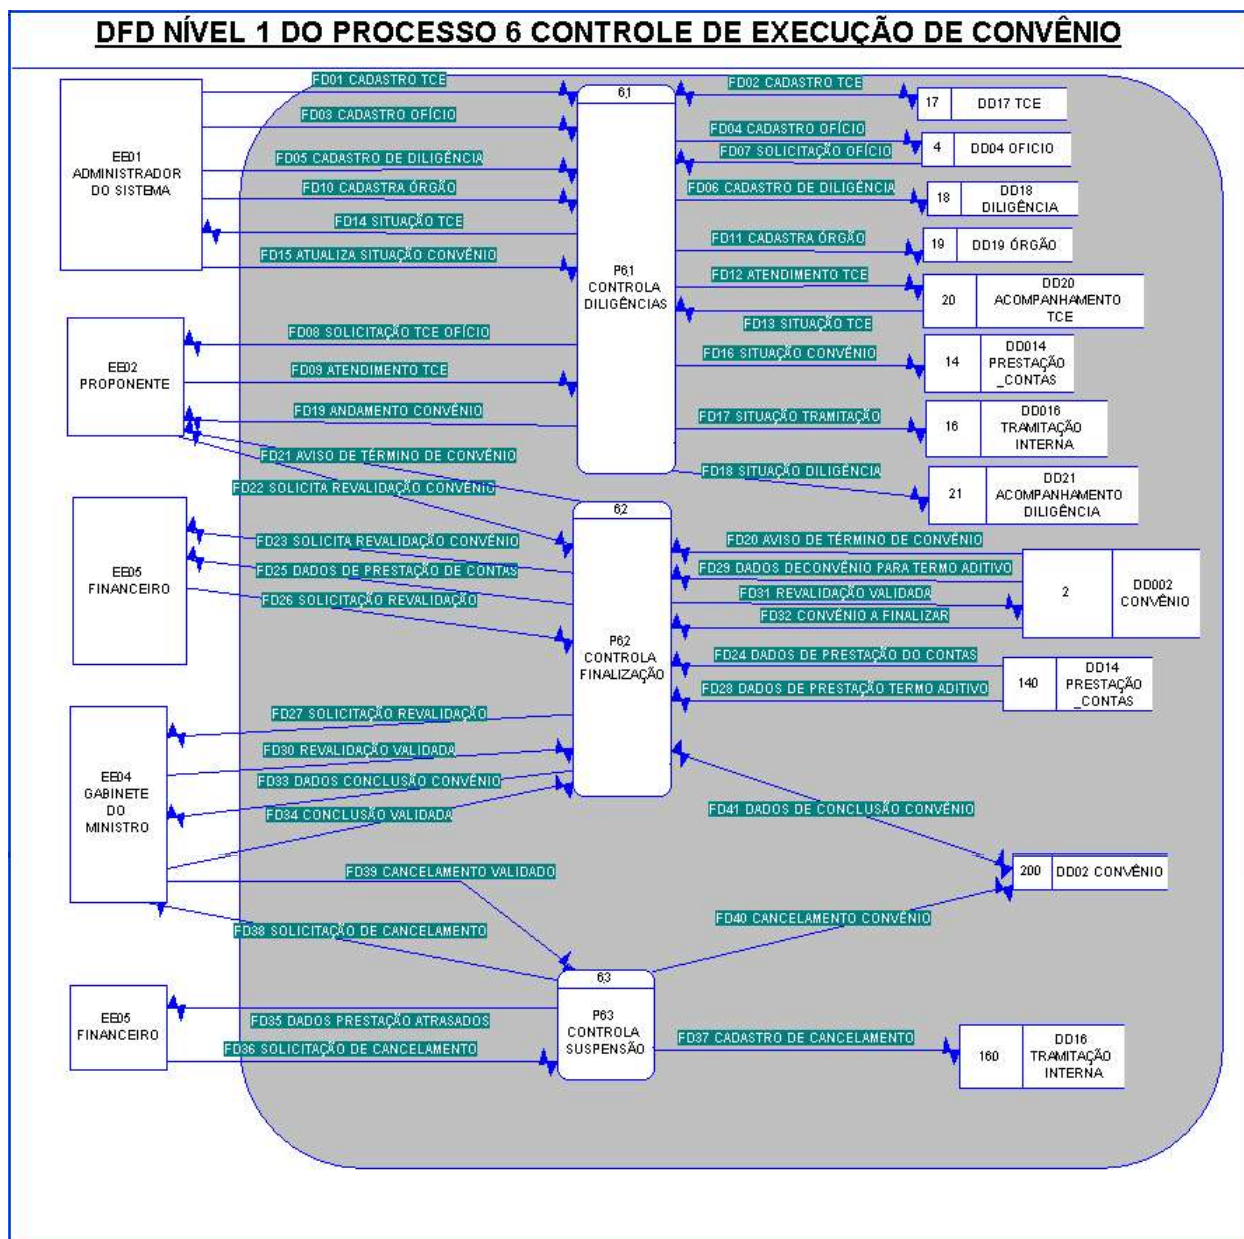 DFD NÍVEL 1 DO PROCESSO 6 CONTROLE DE EXECUÇÃO DE CONVÊNIO
EE01
ADMINISTRADOR
DO SISTEMA
FD01 CADASTRO TCE
FD03 CADASTRO OFÍCIO
FD05 CADASTRO DE DILIGÊNCIA
FD10 CADASTRA ÓRGÃO
FD14 SITUAÇÃO TCE
FD15 ATUALIZA SITUAÇÃO CONVÊNIO
6,1
P6,1
CONTROLA
DILIGÊNCIAS
FD02 CADASTRO TCE
17 DD17 TCE
FD04 CADASTRO OFÍCIO
FD07 SOLICITAÇÃO OFÍCIO
4 DD04 OFICIO
FD06 CADASTRO DE DILIGÊNCIA
18
DD18
DILIGÊNCIA
FD11 CADASTRA ÓRGÃO
19 DD19 ÓRGÃO
FD12 ATENDIMENTO TCE
FD13 SITUAÇÃO TCE
20
DD20
ACOMPANHAMENTO
TCE
FD16 SITUAÇÃO CONVÊNIO
14
DD014
PRESTAÇÃO
_CONTAS
FD17 SITUAÇÃO TRAMITAÇÃO
16
DD016
TRAMITAÇÃO
INTERNA
FD18 SITUAÇÃO DILIGÊNCIA
21
DD21
ACOMPANHAMENTO
DILIGÊNCIA
EE02
PROPONENTE
FD08 SOLICITAÇÃO TCE OFÍCIO
FD09 ATENDIMENTO TCE
FD19 ANDAMENTO CONVÊNIO
FD21 AVISO DE TÉRMINO DE CONVÊNIO
FD22 SOLICITA REVALIDAÇÃO CONVÊNIO
EE05
FINANCEIRO
FD23 SOLICITA REVALIDAÇÃO CONVÊNIO
FD25 DADOS DE PRESTAÇÃO DE CONTAS
FD26 SOLICITAÇÃO REVALIDAÇÃO
6,2
P6,2
CONTROLA
FINALIZAÇÃO
FD20 AVISO DE TÉRMINO DE CONVÊNIO
FD29 DADOS DECONVÊNIO PARA TERMO ADITIVO
FD31 REVALIDAÇÃO VALIDADA
FD32 CONVÊNIO A FINALIZAR
2
DD002
CONVÊNIO
FD24 DADOS DE PRESTAÇÃO DO CONTAS
FD28 DADOS DE PRESTAÇÃO TERMO ADITIVO
140
DD14
PRESTAÇÃO
_CONTAS
EE04
GABINETE
DO
MINISTRO
FD27 SOLICITAÇÃO REVALIDAÇÃO
FD30 REVALIDAÇÃO VALIDADA
FD33 DADOS CONCLUSÃO CONVÊNIO
FD34 CONCLUSÃO VALIDADA
FD41 DADOS DE CONCLUSÃO CONVÊNIO
FD39 CANCELAMENTO VALIDADO
200 DD02 CONVÊNIO
FD38 SOLICITAÇÃO DE CANCELAMENTO
FD40 CANCELAMENTO CONVÊNIO
6,3
P63
CONTROLA
SUSPENSÃO
EE05
FINANCEIRO
FD35 DADOS PRESTAÇÃO ATRASADOS
FD36 SOLICITAÇÃO DE CANCELAMENTO
FD37 CADASTRO DE CANCELAMENTO
160
DD16
TRAMITAÇÃO
INTERNA